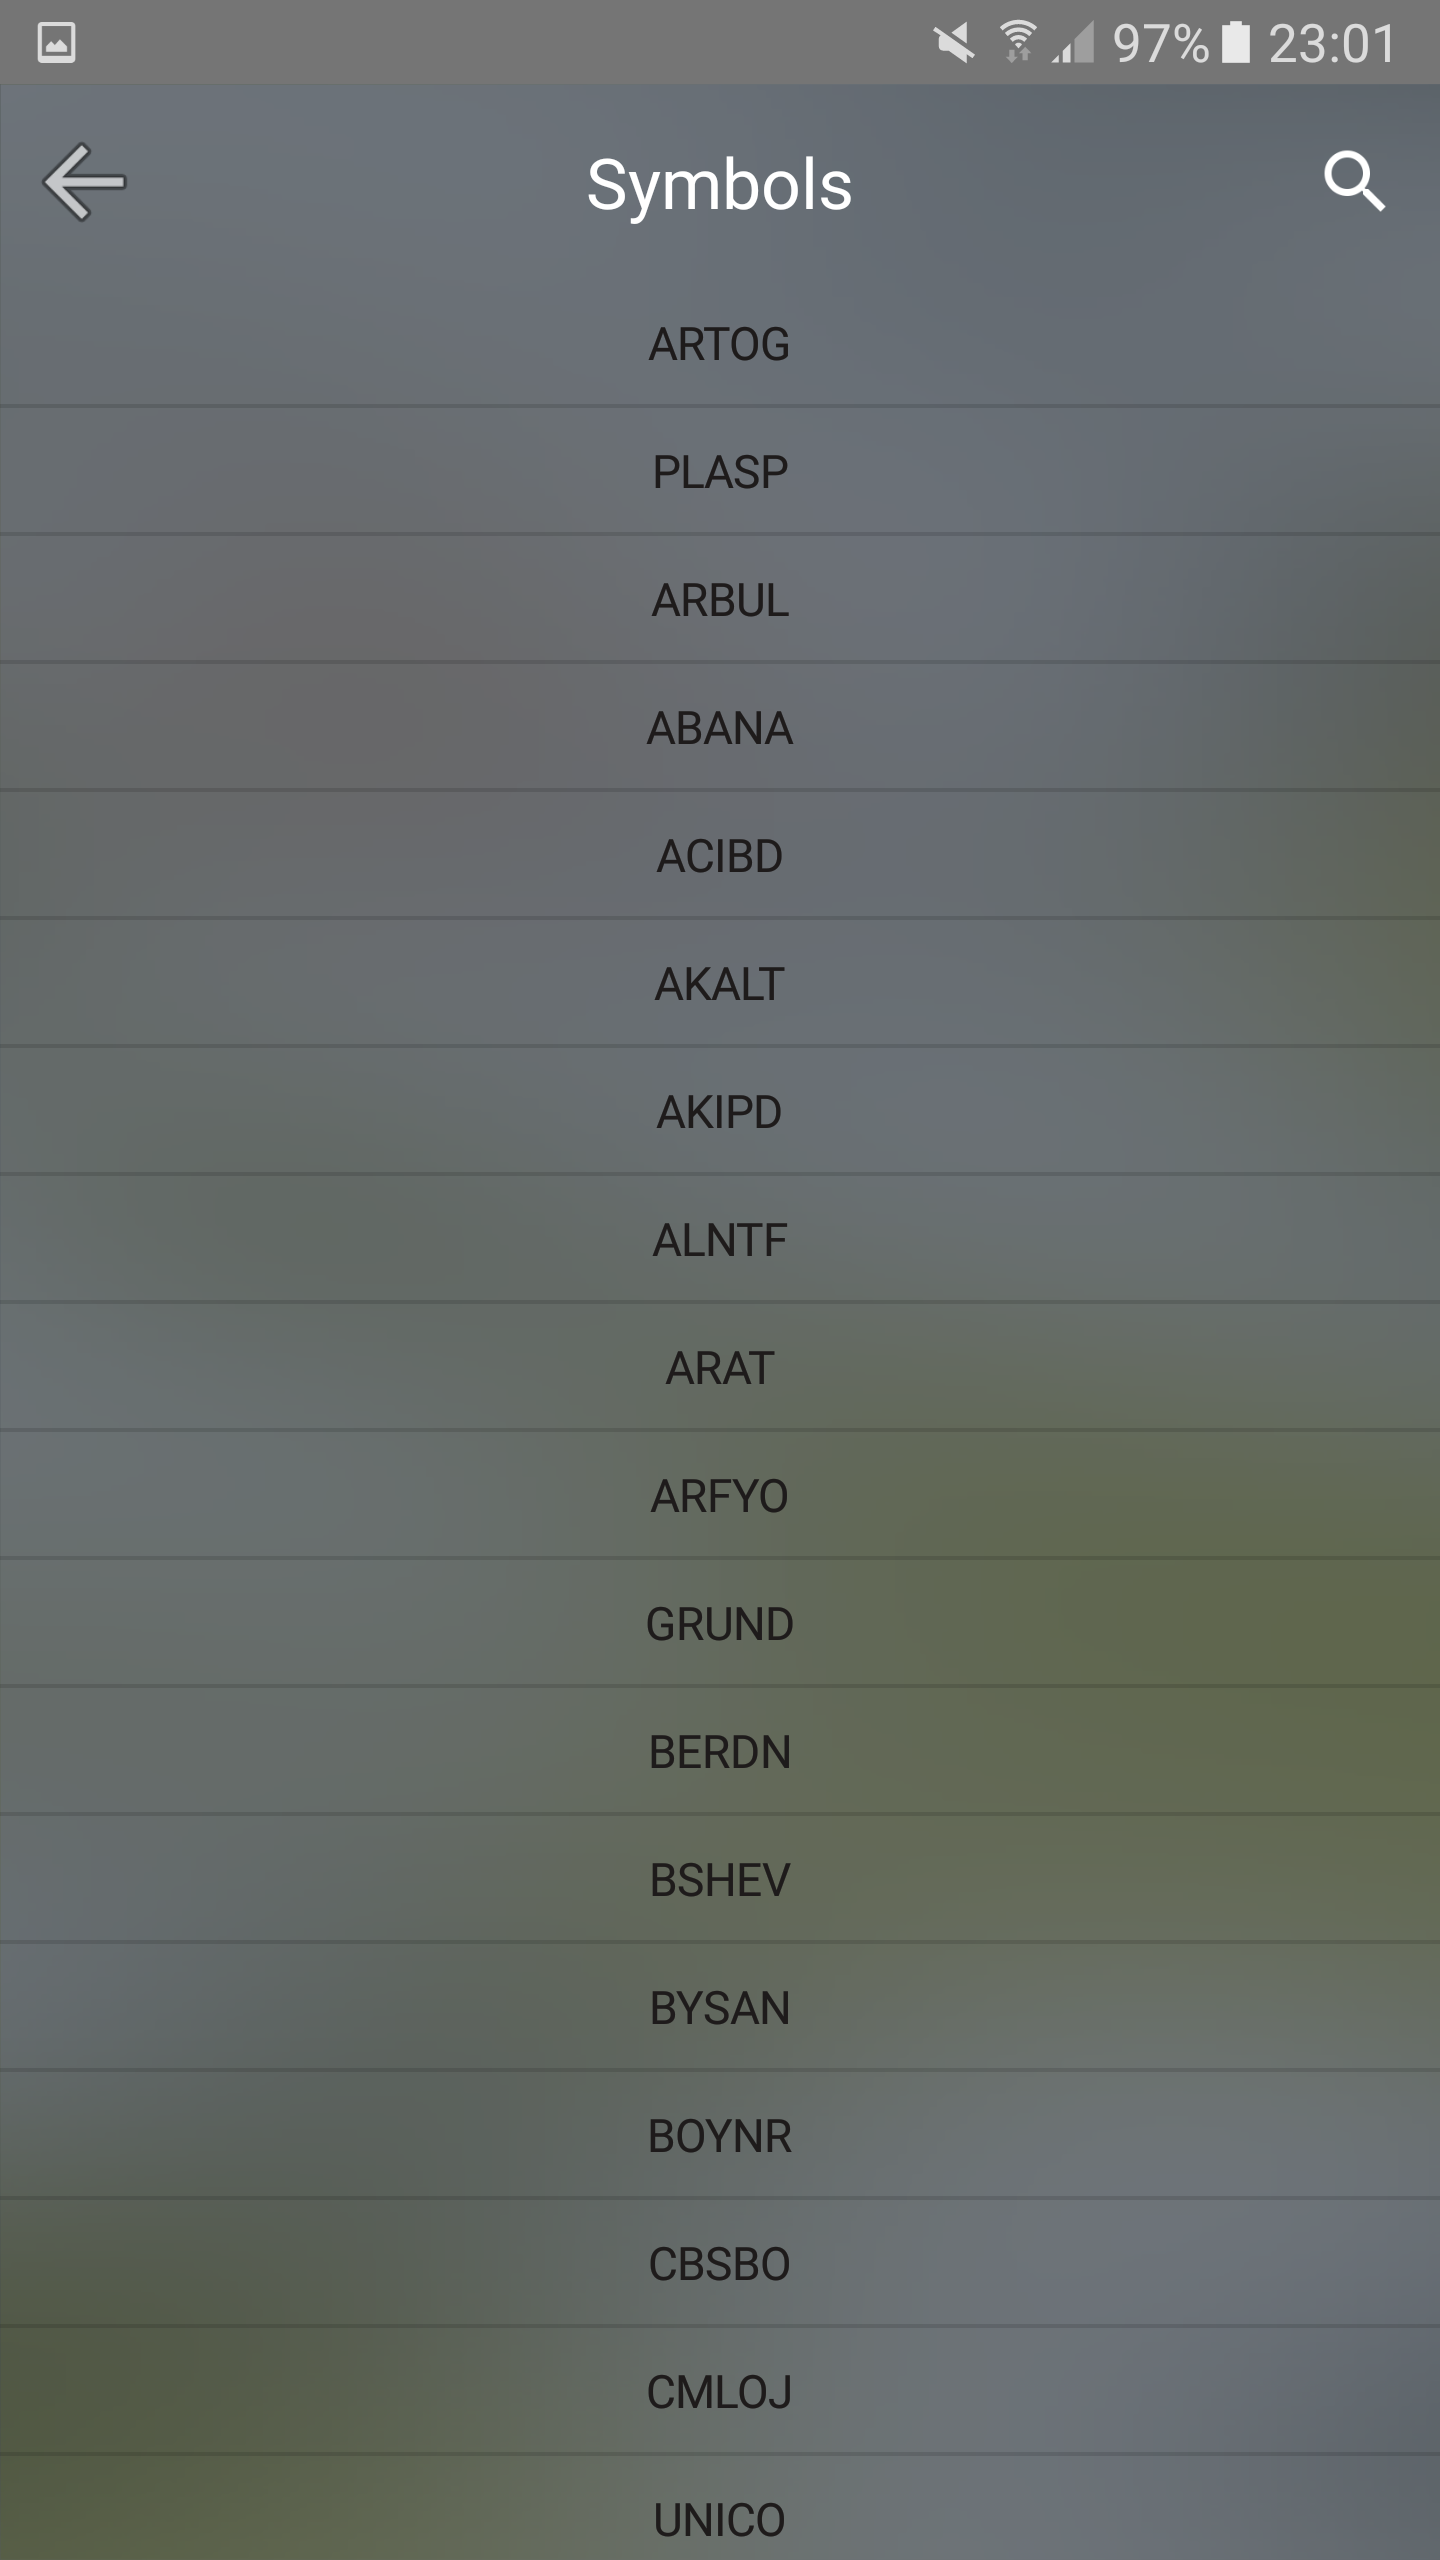 97% 23:01
Symbols
ARTOG
PLASP
ARBUL
ABANA
ACIBD
AKALT
AKIPD
ALNTF
ARAT
ARFYO
GRUND
BERDN
BSHEV
BYSAN
BOYNR
CBSBO
CMLOJ
UNICO